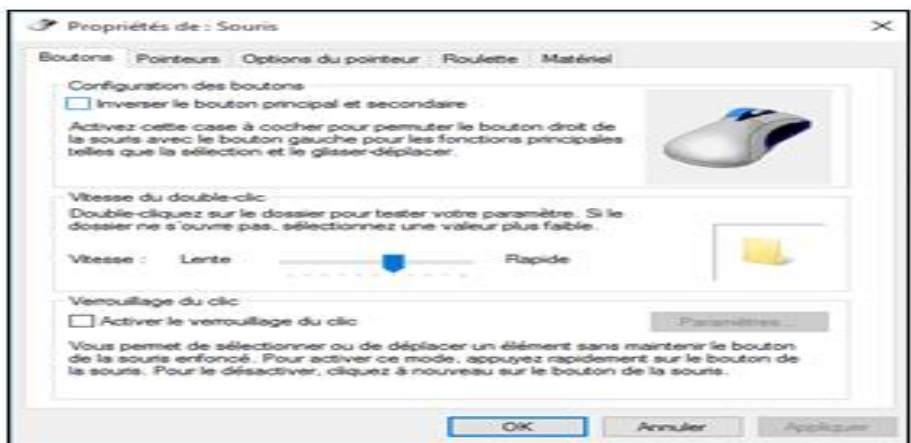 Propriétés de : Souris
Boutons Pointeurs Options du pointeur Roulette Matériel
Configuration des boutons
Inverser le bouton principal et secondaire
Activez cette case à cocher pour permuter le bouton droit de
la souris avec le bouton gauche pour les fonctions principales
telles que la sélection et le glisser-déplacer.
Vitesse du double-clic
Double-cliquez sur le dossier pour tester votre paramètre. Si le
dossier ne s'ouvre pas, sélectionnez une valeur plus faible.
Vitesse : Lente Rapide
Verrouillage du clic
Activer le verrouillage du clic Paramètres...
Vous permet de sélectionner ou de déplacer un élément sans maintenir le bouton
de la souris enfoncé. Pour activer ce mode, appuyez rapidement sur le bouton de
la souris. Pour le désactiver, cliquez à nouveau sur le bouton de la souris.
OK Annuler Appliquer